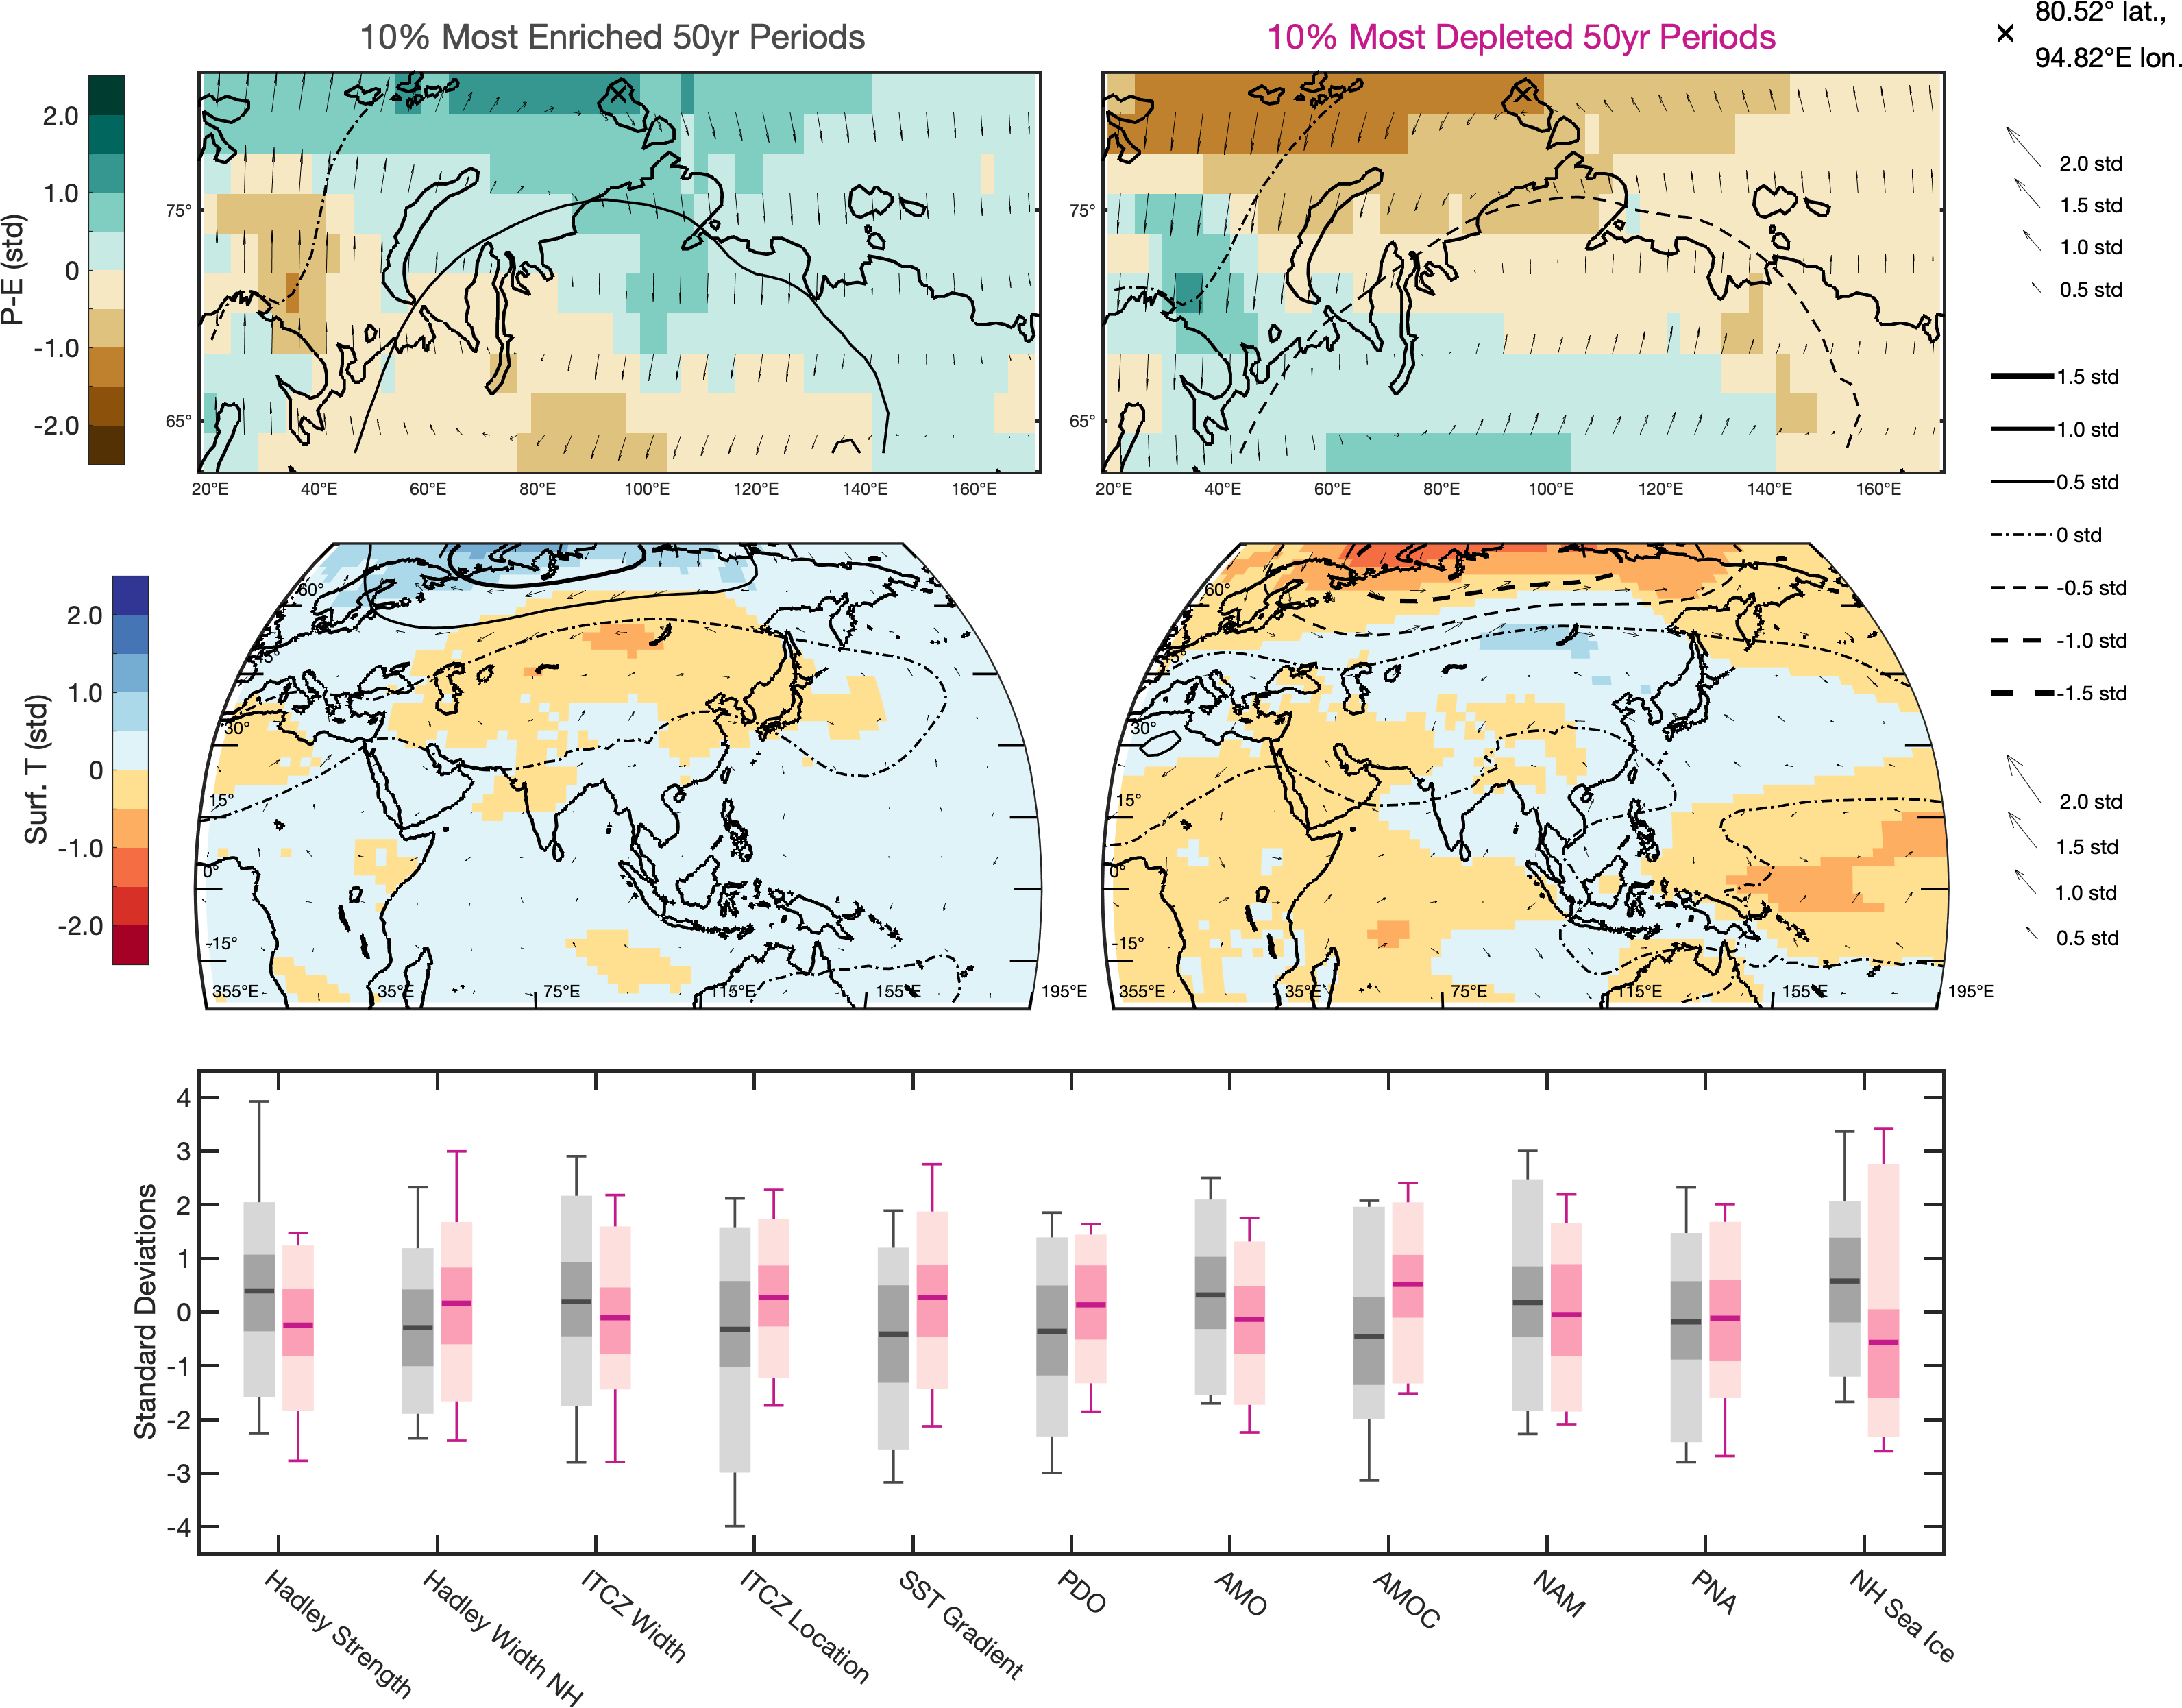 10% Most Enriched 50yr Periods
10% Most Depleted 50yr Periods
80.52° lat.,
94.82°E lon.
P-E (std)
2.0
1.0
0
-1.0
-2.0
75°
65°
20°E 40°E 60°E 80°E 100°E 120°E 140°E 160°E
75°
65°
20°E 40°E 60°E 80°E 100°E 120°E 140°E 160°E
2.0 std
1.5 std
1.0 std
0.5 std
1.5 std
1.0 std
0.5 std
0 std
-0.5 std
-1.0 std
-1.5 std
2.0 std
1.5 std
1.0 std
0.5 std
Surf. T (std)
2.0
1.0
0
-1.0
-2.0
60°
45°
30°
15°
0°
-15°
355°E 35°E 75°E 115°E 155°E 195°E
60°
45°
30°
15°
0°
-15°
355°E 35°E 75°E 115°E 155°E 195°E
Standard Deviations
4
3
2
1
0
-1
-2
-3
-4
Hadley Strength
Hadley Width NH
ITCZ Width
ITCZ Location
SST Gradient
PDO
AMO
AMOC
NAM
PNA
NH Sea Ice